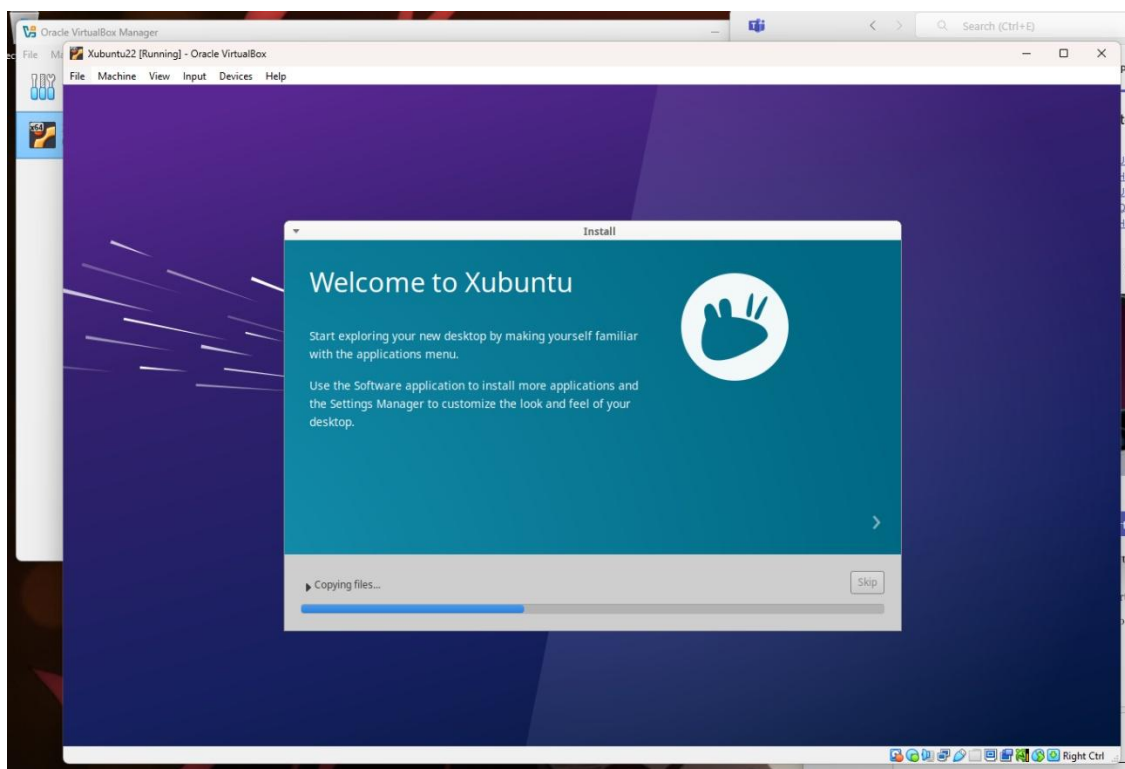 Oracle VirtualBox Manager
Search (Ctrl+E)
File
Xubuntu22 [Running] - Oracle VirtualBox
File Machine View Input Devices Help
x64
Install
Welcome to Xubuntu
Start exploring your new desktop by making yourself familiar
with the applications menu.
Use the Software application to install more applications and
the Settings Manager to customize the look and feel of your
desktop.
Copying files...
Skip
Right Ctrl